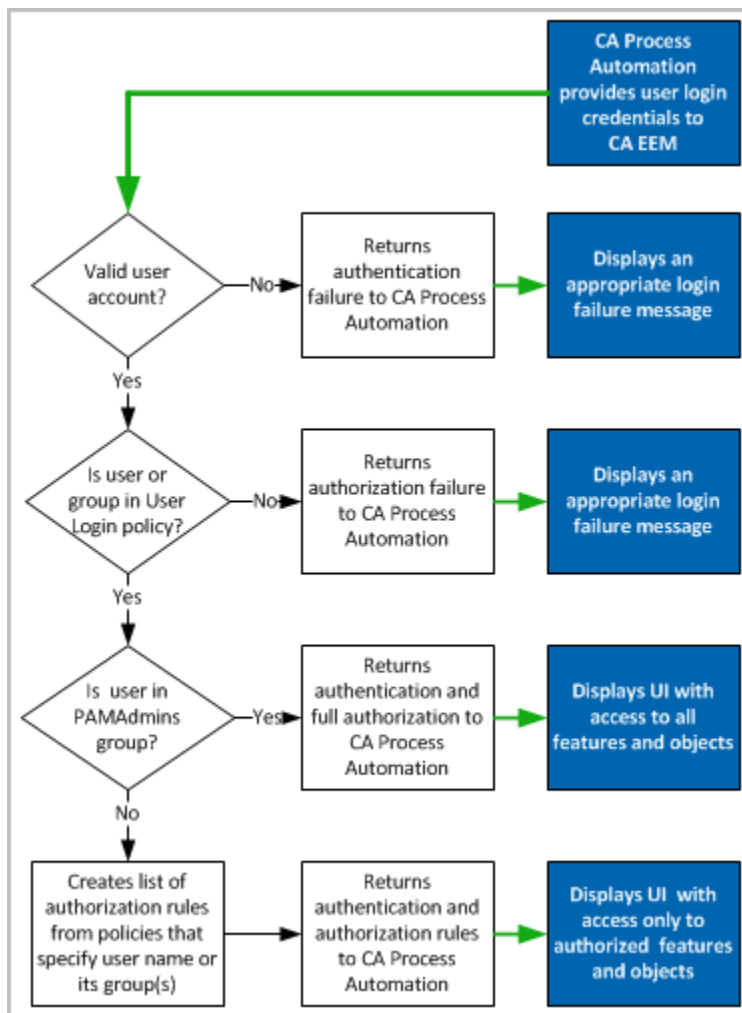 CA Process
Automation
provides user login
credentials to
CA EEM
Valid user
account?
No
Returns
authentication
failure to CA Process
Automation
Displays an
appropriate login
failure message
Yes
Is user or
group in User
Login policy?
No
Returns
authorization failure
to CA Process
Automation
Displays an
appropriate login
failure message
Yes
Is user in
PAMAdmins
group?
Yes
Returns
authentication and
full authorization to
CA Process
Automation
Displays UI with
access to all
features and objects
No
Creates list of
authorization rules
from policies that
specify user name or
its group(s)
Returns
authentication and
authorization rules
to CA Process
Automation
Displays UI with
access only to
authorized features
and objects